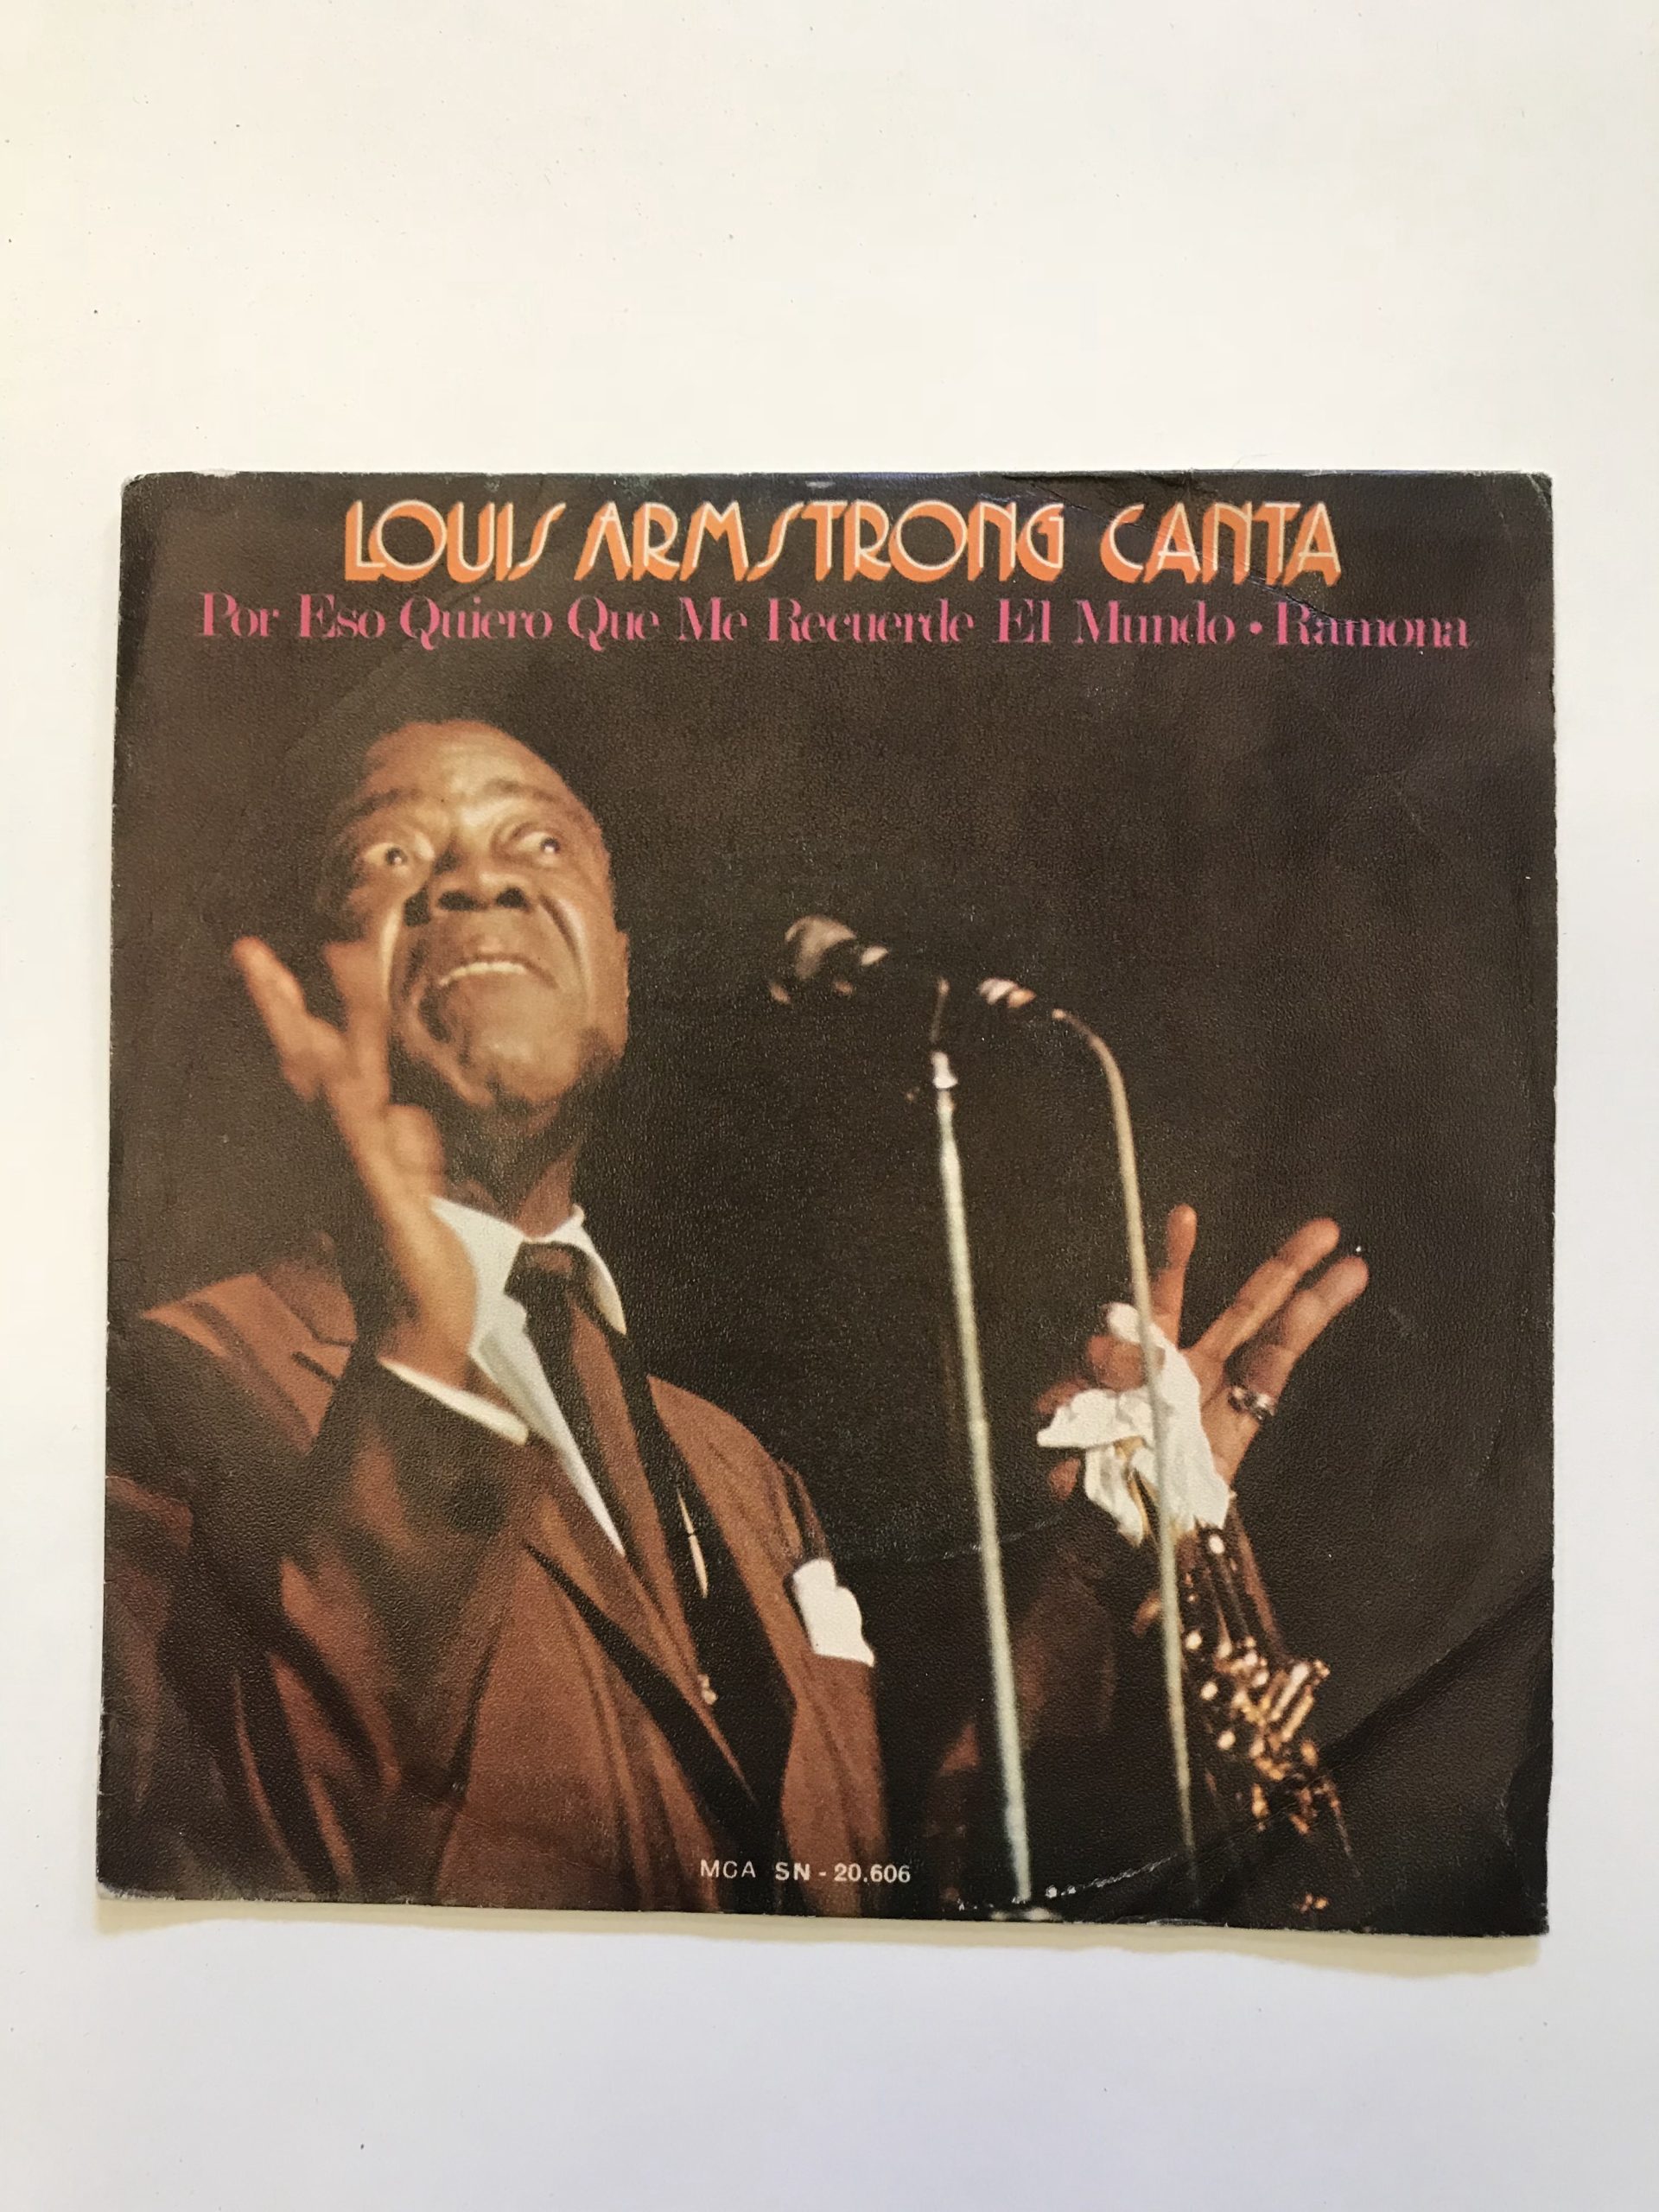 LOUIS ARMSTRONG CANTA
Por Eso Quiero Que Me Recuerde El Mundo • Ramona
MCA SN - 20.606